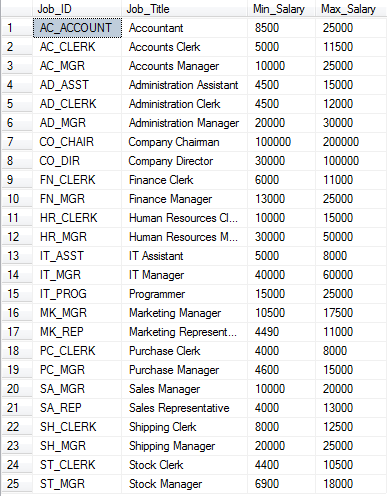 Job_ID Job_Title Min_Salary Max_Salary
1 AC_ACCOUNT Accountant 8500 25000
2 AC_CLERK Accounts Clerk 5000 11500
3 AC_MGR Accounts Manager 10000 25000
4 AD_ASST Administration Assistant 4500 15000
5 AD_CLERK Administration Clerk 4500 12000
6 AD_MGR Administration Manager 20000 30000
7 CO_CHAIR Company Chairman 100000 200000
8 CO_DIR Company Director 30000 100000
9 FN_CLERK Finance Clerk 6000 11000
10 FN_MGR Finance Manager 13000 25000
11 HR_CLERK Human Resources Cl... 10000 15000
12 HR_MGR Human Resources M... 30000 50000
13 IT_ASST IT Assistant 5000 8000
14 IT_MGR IT Manager 40000 60000
15 IT_PROG Programmer 15000 25000
16 MK_MGR Marketing Manager 10500 17500
17 MK_REP Marketing Represent... 4490 11000
18 PC_CLERK Purchase Clerk 4000 8000
19 PC_MGR Purchase Manager 4600 15000
20 SA_MGR Sales Manager 10000 20000
21 SA_REP Sales Representative 4000 13000
22 SH_CLERK Shipping Clerk 8000 12500
23 SH_MGR Shipping Manager 20000 25000
24 ST_CLERK Stock Clerk 4400 10500
25 ST_MGR Stock Manager 6900 18000